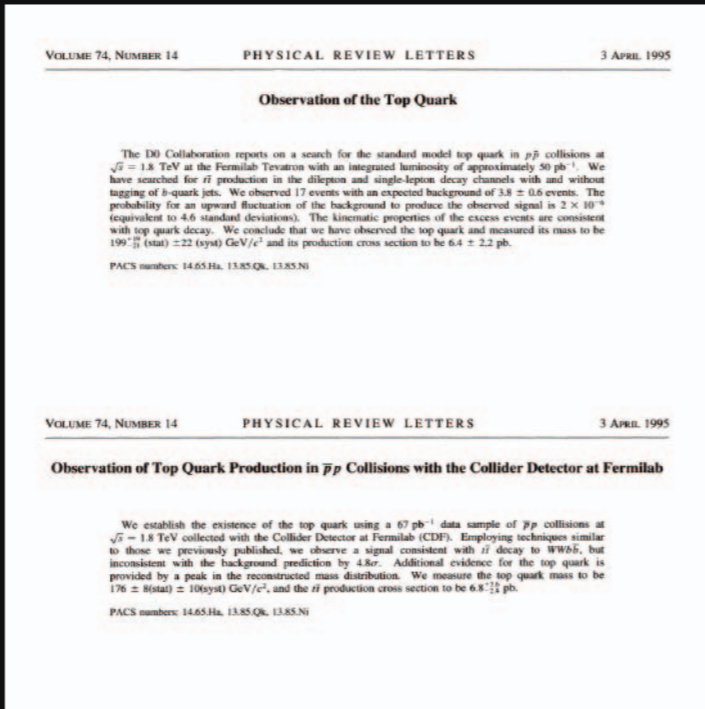 VOLUME 74, NUMBER 14 PHYSICAL REVIEW LETTERS 3 APRIL 1995
Observation of the Top Quark
The D0 Collaboration reports on a search for the standard model top quark in pp̄ collisions at
√s = 1.8 TeV at the Fermilab Tevatron with an integrated luminosity of approximately 50 pb⁻¹. We
have searched for tt̄ production in the dilepton and single-lepton decay channels with and without
tagging of b-quark jets. We observed 17 events with an expected background of 3.8 ± 0.6 events. The
probability for an upward fluctuation of the background to produce the observed signal is 2 × 10⁻⁶
(equivalent to 4.6 standard deviations). The kinematic properties of the excess events are consistent
with top quark decay. We conclude that we have observed the top quark and measured its mass to be
199 (stat) ±22 (syst) GeV/c² and its production cross section to be 6.4 ± 2.2 pb.
PACS numbers: 14.65.Ha, 13.85.Qk, 13.85.Ni
VOLUME 74, NUMBER 14 PHYSICAL REVIEW LETTERS 3 APRIL 1995
Observation of Top Quark Production in p̄p Collisions with the Collider Detector at Fermilab
We establish the existence of the top quark using a 67 pb⁻¹ data sample of p̄p collisions at
√s = 1.8 TeV collected with the Collider Detector at Fermilab (CDF). Employing techniques similar
to those we previously published, we observe a signal consistent with tt̄ decay to WWbb̄, but
inconsistent with the background prediction by 4.8σ. Additional evidence for the top quark is
provided by a peak in the reconstructed mass distribution. We measure the top quark mass to be
176 ± 8(stat) ± 10(syst) GeV/c², and the tt̄ production cross section to be 6.8 pb.
PACS numbers: 14.65.Ha, 13.85.Qk, 13.85.Ni